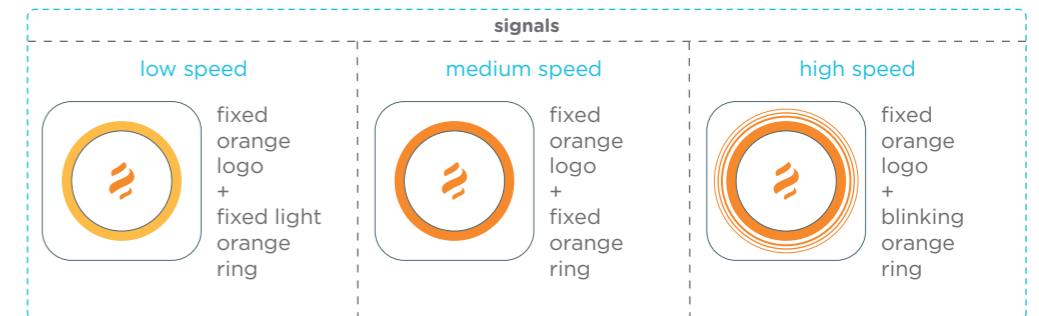 signals
low speed
fixed
orange
logo
+
fixed light
orange
ring
medium speed
fixed
orange
logo
+
fixed
orange
ring
high speed
fixed
orange
logo
+
blinking
orange
ring